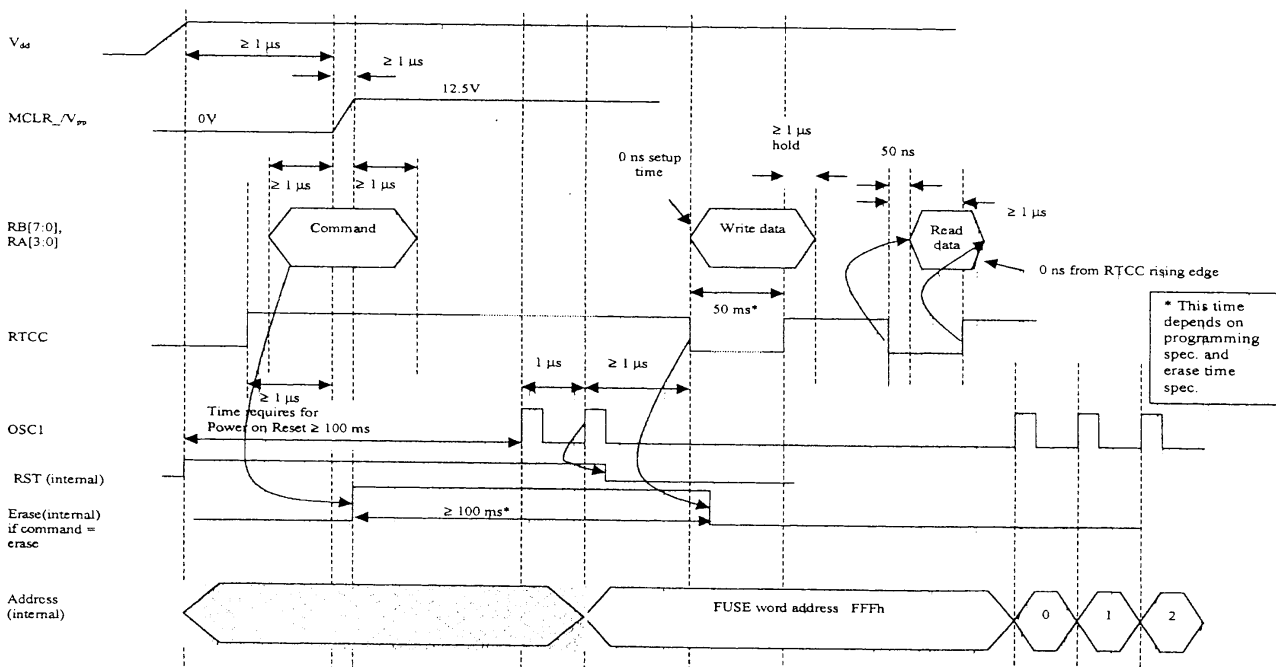 V_dd
≥ 1 µs
≥ 1 µs
12.5V
MCLR_/V_pp
0V
≥ 1 µs
hold
50 ns
0 ns setup
time
≥ 1 µs
≥ 1 µs
≥ 1 µs
RB[7:0],
RA[3:0]
Command
Write data
Read
data
0 ns from RTCC rising edge
50 ms*
* This time
depends on
programming
spec. and
erase time
spec.
RTCC
1 µs
≥ 1 µs
≥ 1 µs
Time requires for
Power on Reset ≥ 100 ms
OSC1
RST (internal)
Erase(internal)
if command =
erase
≥ 100 ms*
Address
(internal)
FUSE word address FFFh
0
1
2